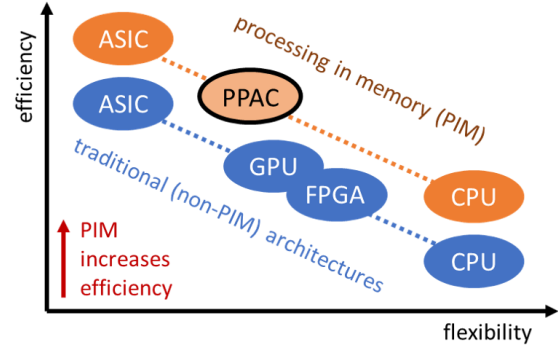 efficiency
ASIC
processing in memory (PIM)
PPAC
ASIC
GPU
FPGA
CPU
traditional (non-PIM) architectures
CPU
PIM
increases
efficiency
flexibility